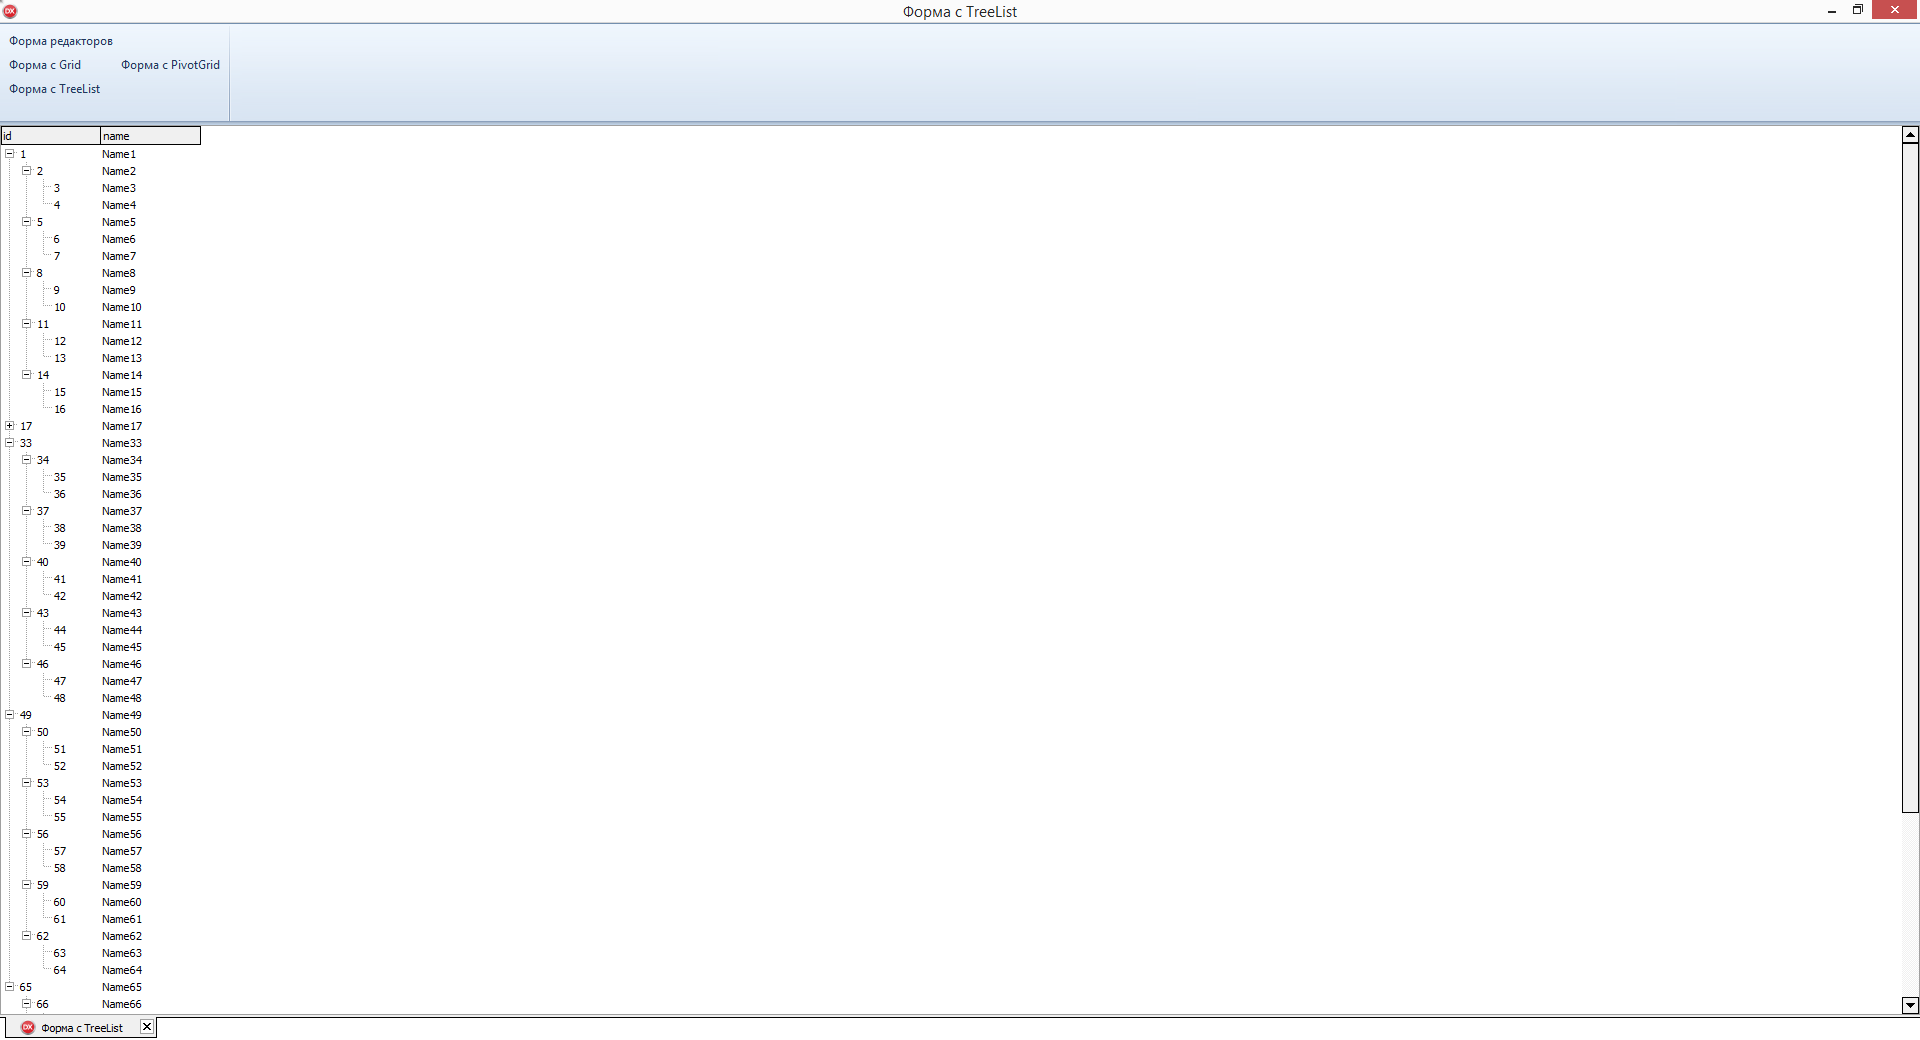 Форма с TreeList
Форма редакторов
Форма с Grid Форма с PivotGrid
Форма с TreeList
id name
1 Name1
2 Name2
3 Name3
4 Name4
5 Name5
6 Name6
7 Name7
8 Name8
9 Name9
10 Name10
11 Name11
12 Name12
13 Name13
14 Name14
15 Name15
16 Name16
17 Name17
33 Name33
34 Name34
35 Name35
36 Name36
37 Name37
38 Name38
39 Name39
40 Name40
41 Name41
42 Name42
43 Name43
44 Name44
45 Name45
46 Name46
47 Name47
48 Name48
49 Name49
50 Name50
51 Name51
52 Name52
53 Name53
54 Name54
55 Name55
56 Name56
57 Name57
58 Name58
59 Name59
60 Name60
61 Name61
62 Name62
63 Name63
64 Name64
65 Name65
66 Name66
DX Форма с TreeList